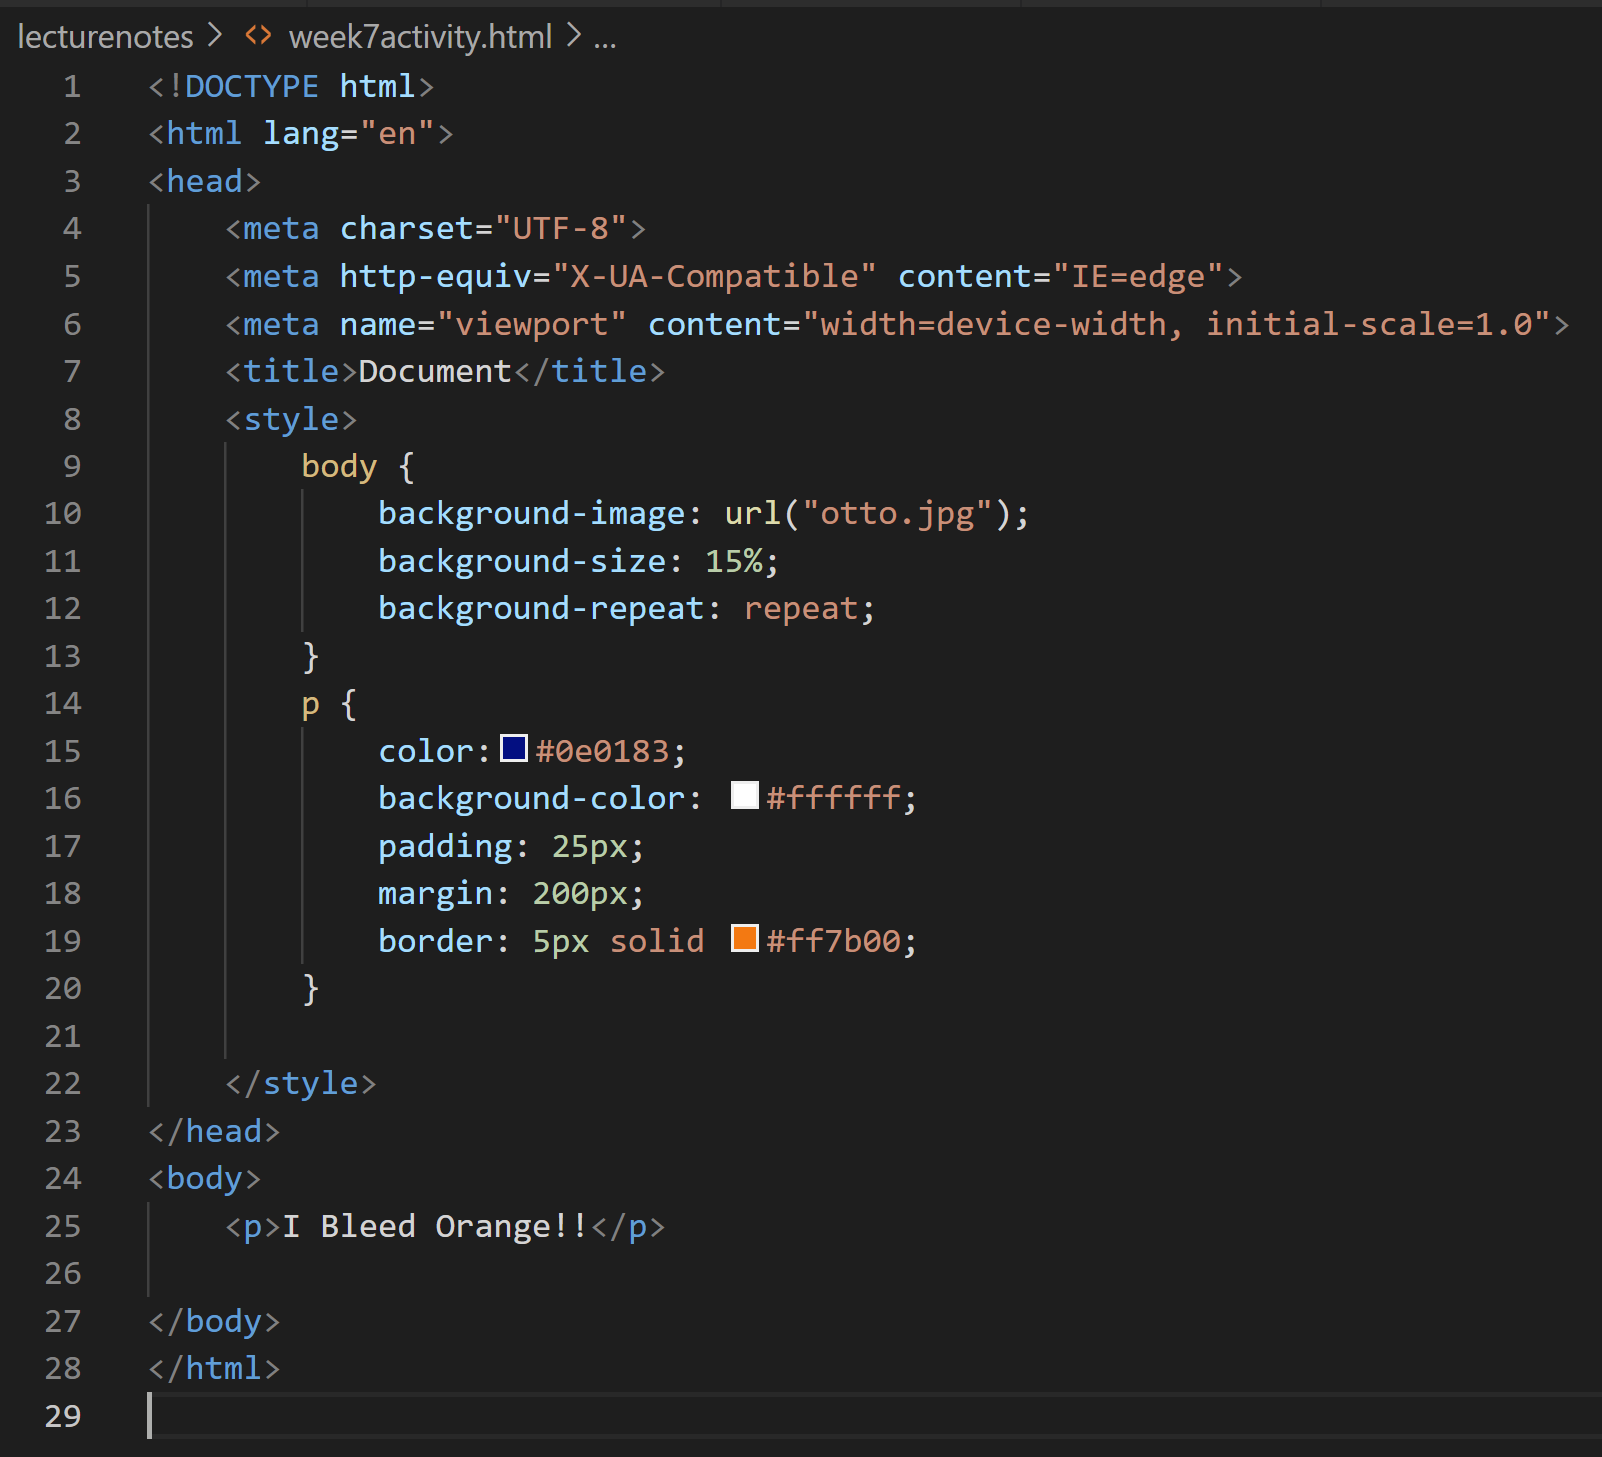 lecturenotes > <> week7activity.html > ...
1 <!DOCTYPE html>
2 <html lang="en">
3 <head>
4     <meta charset="UTF-8">
5     <meta http-equiv="X-UA-Compatible" content="IE=edge">
6     <meta name="viewport" content="width=device-width, initial-scale=1.0">
7     <title>Document</title>
8     <style>
9         body {
10             background-image: url("otto.jpg");
11             background-size: 15%;
12             background-repeat: repeat;
13         }
14         p {
15             color: #0e0183;
16             background-color: #ffffff;
17             padding: 25px;
18             margin: 200px;
19             border: 5px solid #ff7b00;
20         }
21
22     </style>
23 </head>
24 <body>
25     <p>I Bleed Orange!!</p>
26
27 </body>
28 </html>
29